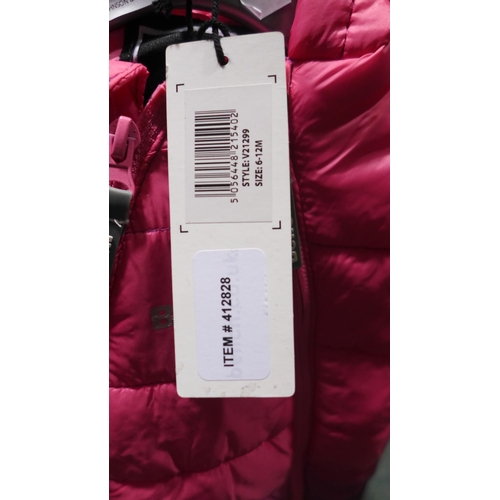 5 056448 215402
STYLE: V21299
SIZE: 6-12M
ITEM # 412828